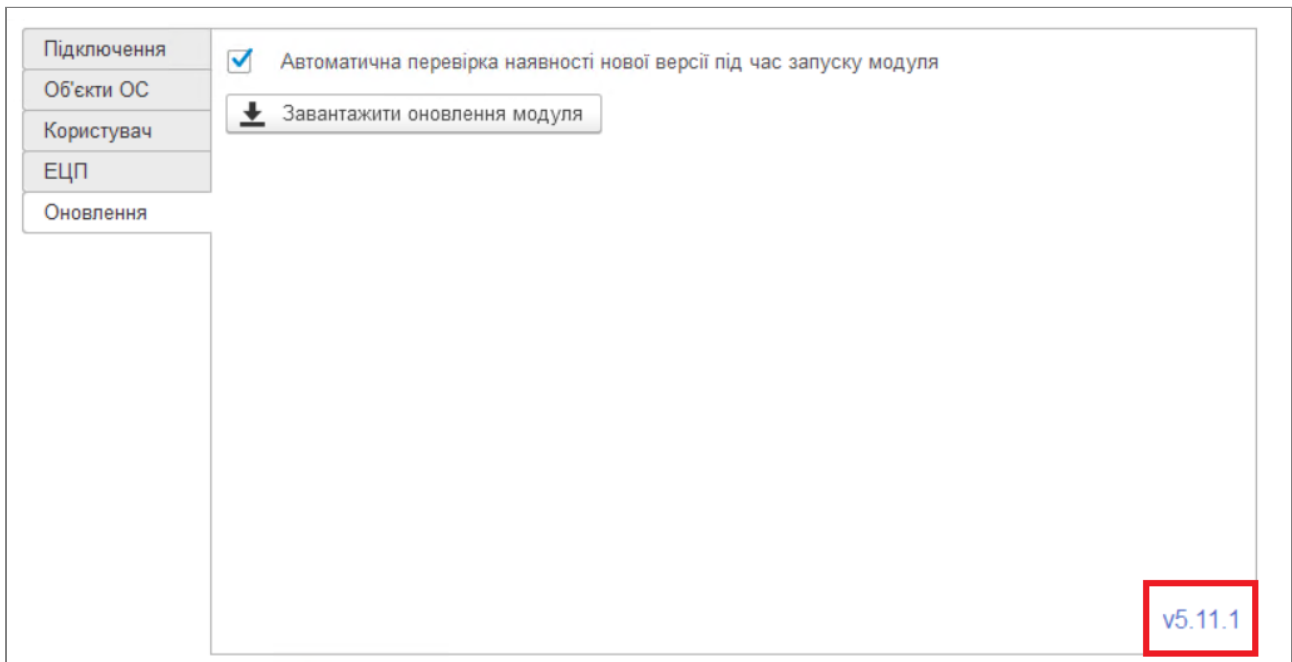 Підключення
Об'єкти ОС
Користувач
ЕЦП
Оновлення
Автоматична перевірка наявності нової версії під час запуску модуля
Завантажити оновлення модуля
v5.11.1